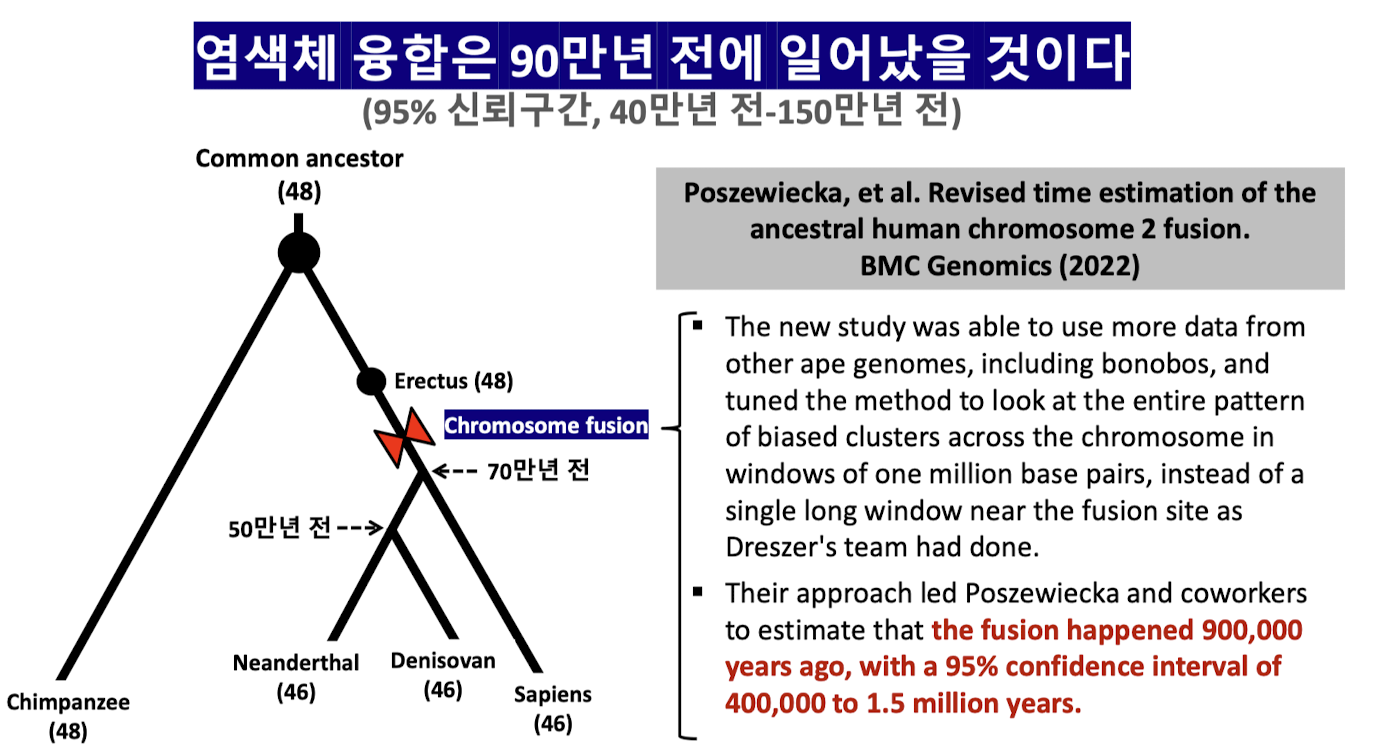 염색체 융합은 90만년 전에 일어났을 것이다
(95% 신뢰구간, 40만년 전-150만년 전)
Common ancestor
(48)
Poszewiecka, et al. Revised time estimation of the
ancestral human chromosome 2 fusion.
BMC Genomics (2022)
Erectus (48)
Chromosome fusion
70만년 전
50만년 전
Neanderthal
(46)
Denisovan
(46)
Sapiens
(46)
Chimpanzee
(48)
▪ The new study was able to use more data from
other ape genomes, including bonobos, and
tuned the method to look at the entire pattern
of biased clusters across the chromosome in
windows of one million base pairs, instead of a
single long window near the fusion site as
Dreszer's team had done.
▪ Their approach led Poszewiecka and coworkers
to estimate that the fusion happened 900,000
years ago, with a 95% confidence interval of
400,000 to 1.5 million years.